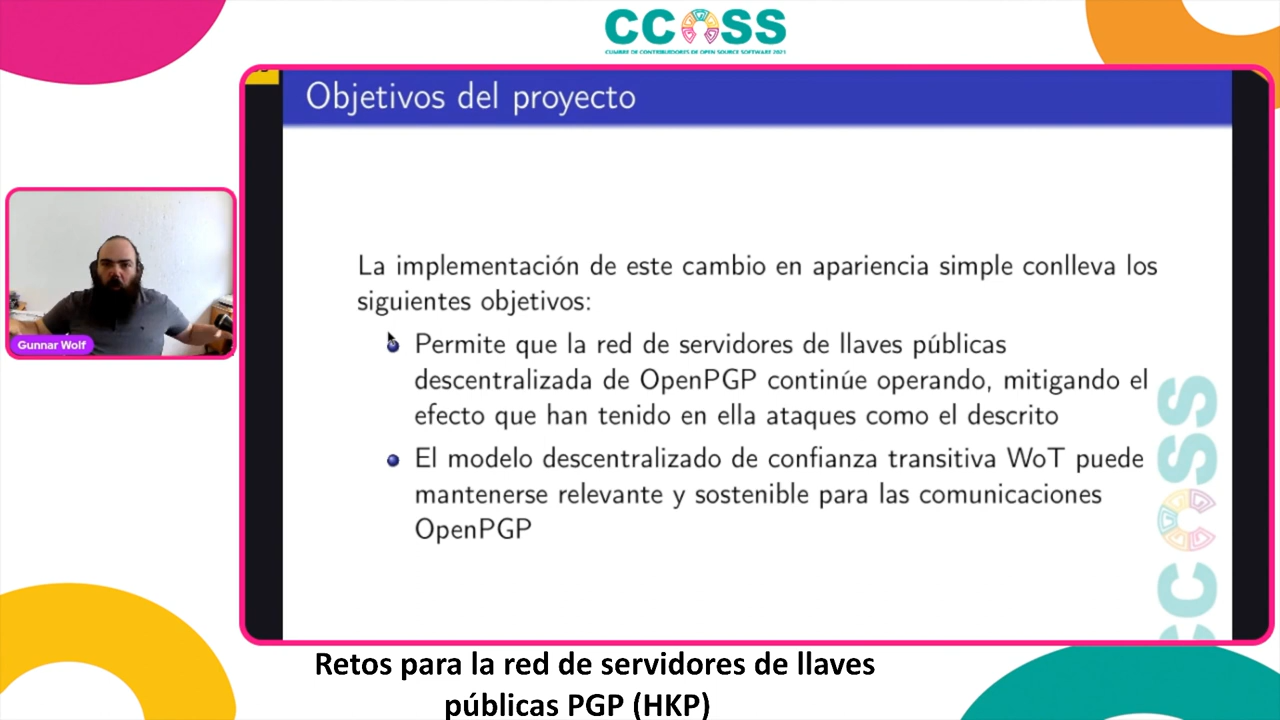 CCOSS
CUMBRE DE CONTRIBUIDORES DE OPEN SOURCE SOFTWARE 2021
Objetivos del proyecto
La implementación de este cambio en apariencia simple conlleva los
siguientes objetivos:
Permite que la red de servidores de llaves públicas
descentralizada de OpenPGP continúe operando, mitigando el
efecto que han tenido en ella ataques como el descrito
El modelo descentralizado de confianza transitiva WoT puede
mantenerse relevante y sostenible para las comunicaciones
OpenPGP
Gunnar Wolf
CCOSS
Retos para la red de servidores de llaves
públicas PGP (HKP)